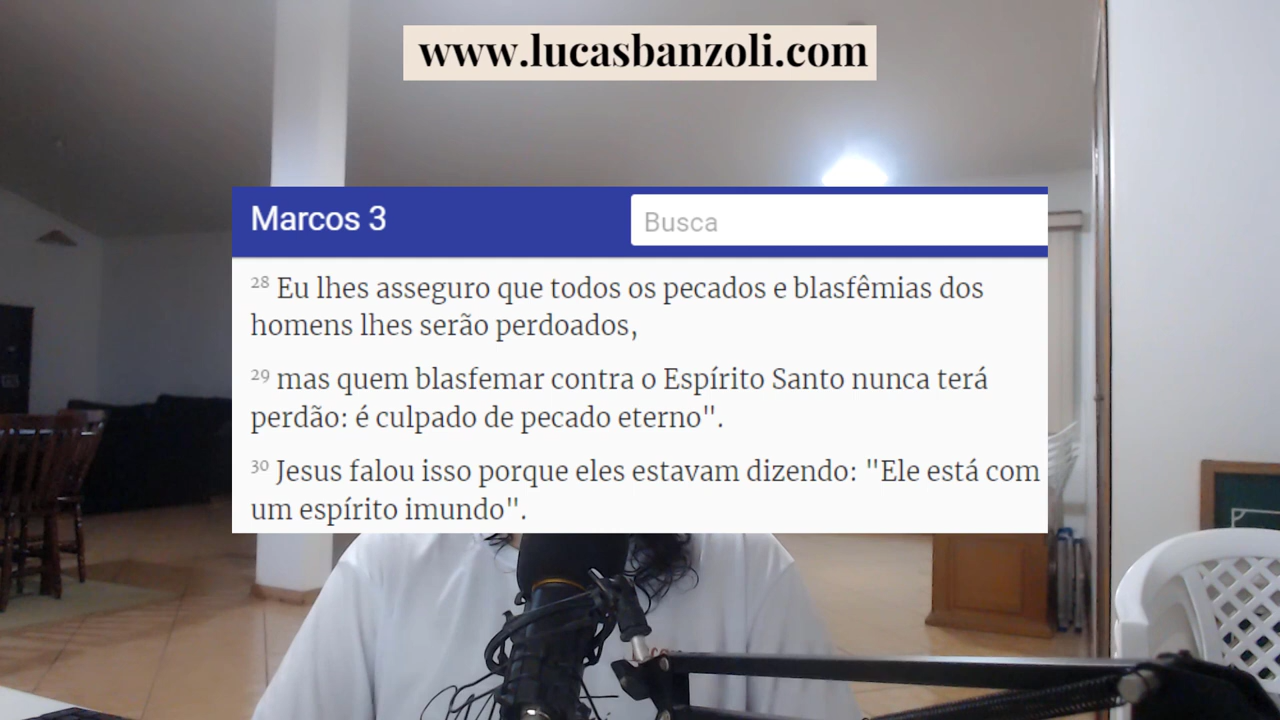 www.lucasbanzoli.com
Marcos 3
Busca
28 Eu lhes asseguro que todos os pecados e blasfêmias dos
homens lhes serão perdoados,
29 mas quem blasfemar contra o Espírito Santo nunca terá
perdão: é culpado de pecado eterno".
30 Jesus falou isso porque eles estavam dizendo: "Ele está com
um espírito imundo".